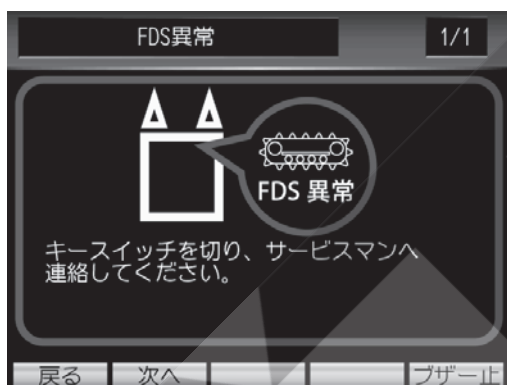 FDS異常
1/1
FDS 異常
キースイッチを切り、サービスマンへ
連絡してください。
戻る
次へ
ブザー止